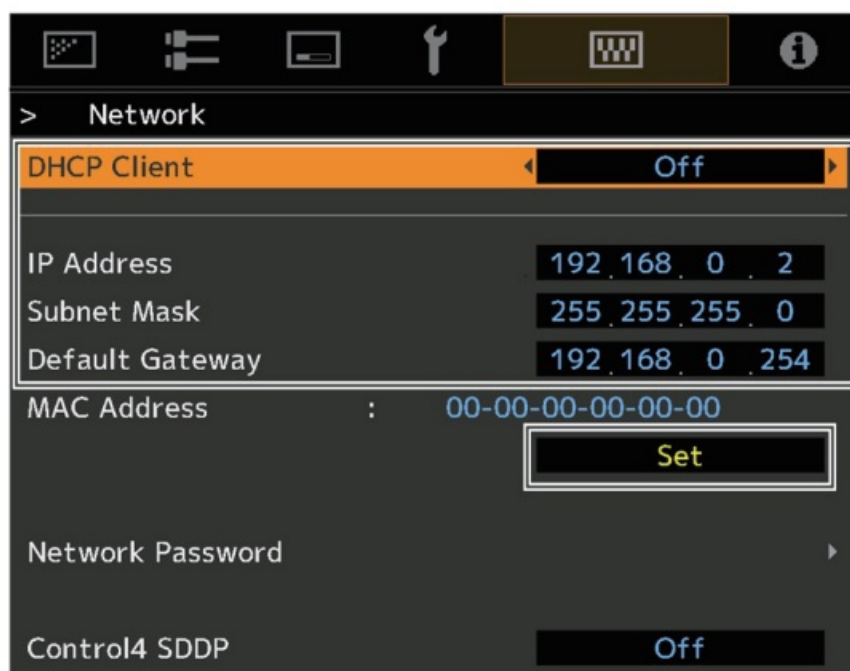 > Network
DHCP Client Off
IP Address 192.168.0.2
Subnet Mask 255.255.255.0
Default Gateway 192.168.0.254
MAC Address : 00-00-00-00-00-00
Set
Network Password
Control4 SDDP Off